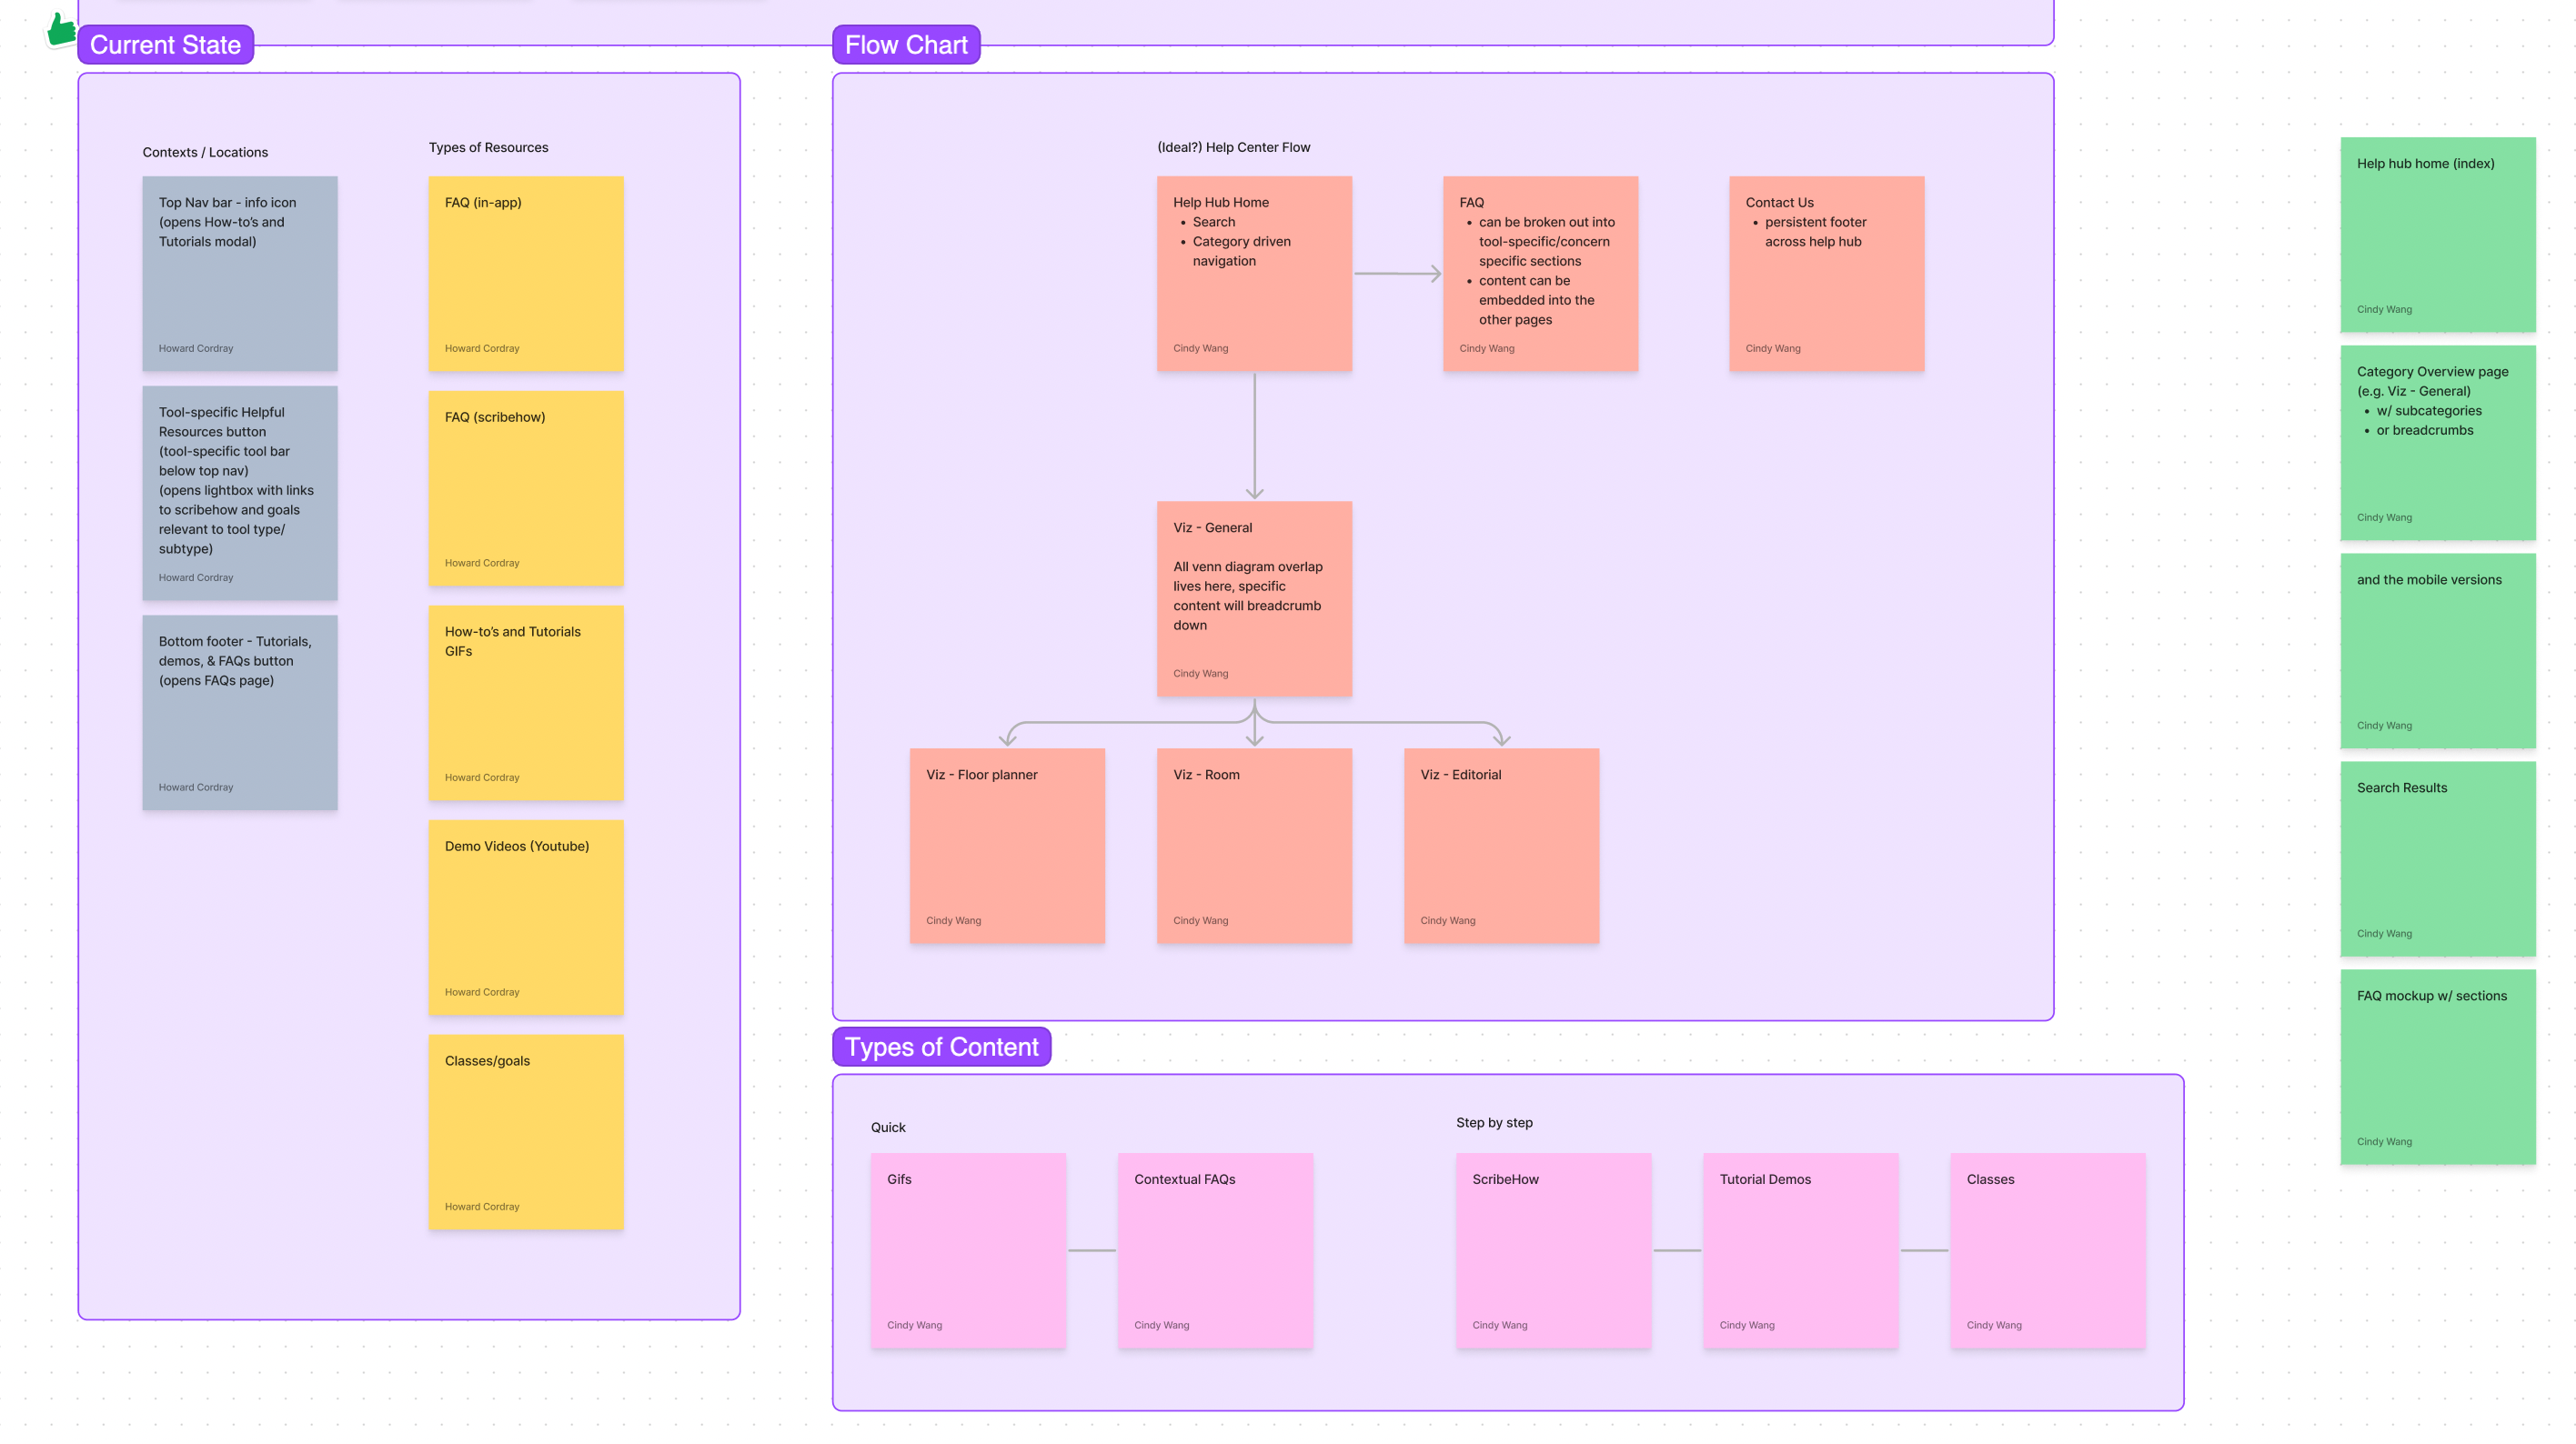 Current State
Contexts / Locations
Top Nav bar - info icon
(opens How-to’s and
Tutorials modal)
Howard Cordray
Tool-specific Helpful
Resources button
(tool-specific tool bar
below top nav)
(opens lightbox with links
to scribehow and goals
relevant to tool type/
subtype)
Howard Cordray
Bottom footer - Tutorials,
demos, & FAQs button
(opens FAQs page)
Howard Cordray
Types of Resources
FAQ (in-app)
Howard Cordray
FAQ (scribehow)
Howard Cordray
How-to’s and Tutorials
GIFs
Howard Cordray
Demo Videos (Youtube)
Howard Cordray
Classes/goals
Howard Cordray
Flow Chart
(Ideal?) Help Center Flow
Help Hub Home
• Search
• Category driven
navigation
Cindy Wang
FAQ
• can be broken out into
tool-specific/concern
specific sections
• content can be
embedded into the
other pages
Cindy Wang
Contact Us
• persistent footer
across help hub
Cindy Wang
Viz - General
All venn diagram overlap
lives here, specific
content will breadcrumb
down
Cindy Wang
Viz - Floor planner
Cindy Wang
Viz - Room
Cindy Wang
Viz - Editorial
Cindy Wang
Types of Content
Quick
Gifs
Cindy Wang
Contextual FAQs
Cindy Wang
Step by step
ScribeHow
Cindy Wang
Tutorial Demos
Cindy Wang
Classes
Cindy Wang
Help hub home (index)
Cindy Wang
Category Overview page
(e.g. Viz - General)
• w/ subcategories
• or breadcrumbs
Cindy Wang
and the mobile versions
Cindy Wang
Search Results
Cindy Wang
FAQ mockup w/ sections
Cindy Wang